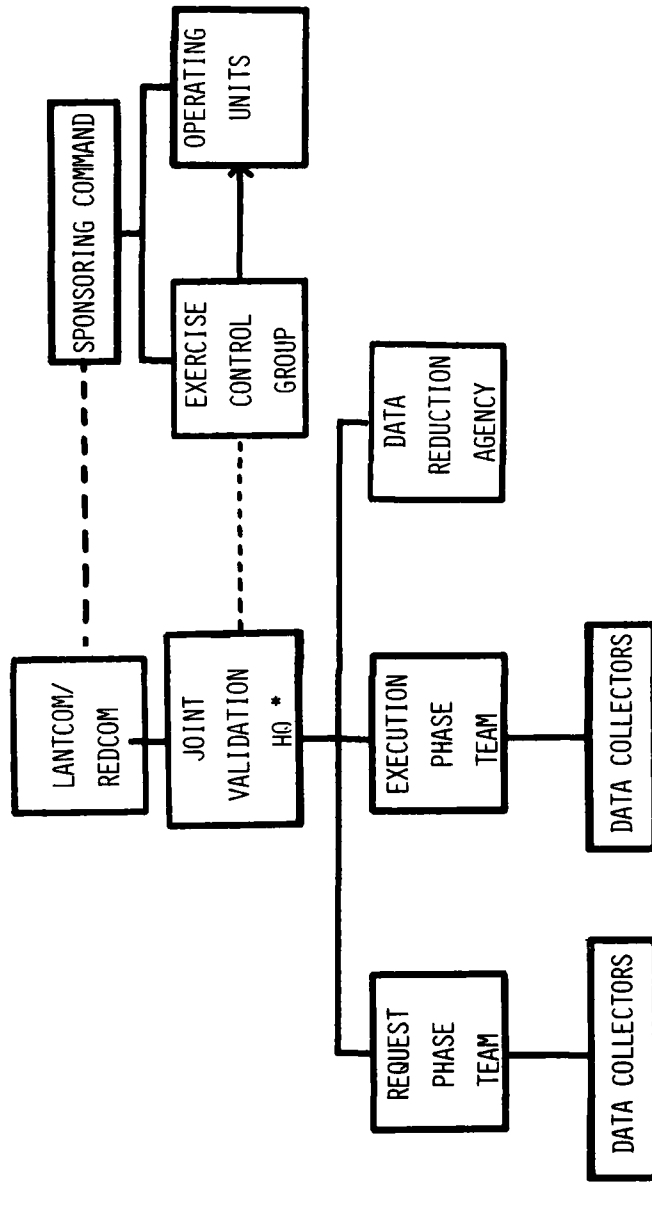 LANTCOM/
REDCOM
SPONSORING COMMAND
JOINT
VALIDATION
HQ *
EXERCISE
CONTROL
GROUP
OPERATING
UNITS
REQUEST
PHASE
TEAM
EXECUTION
PHASE
TEAM
DATA
REDUCTION
AGENCY
DATA COLLECTORS
DATA COLLECTORS